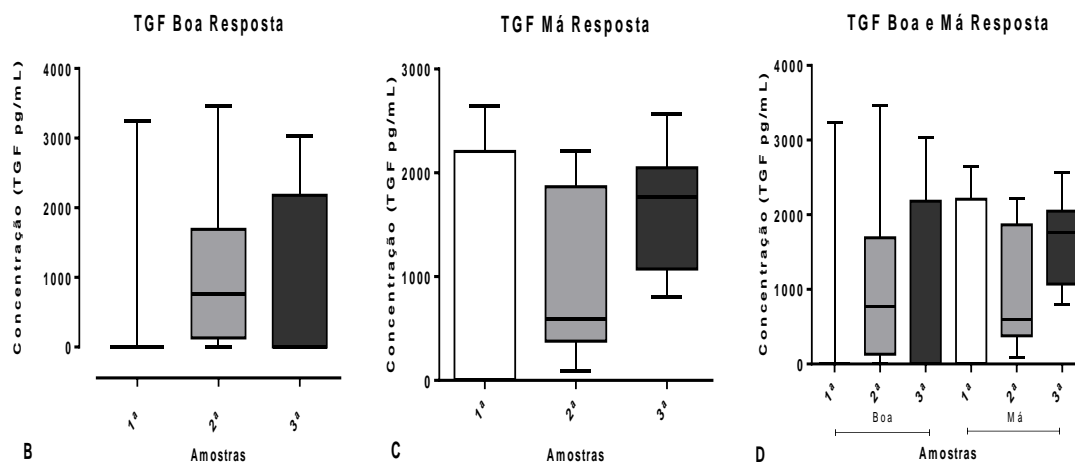 TGF Boa Resposta
Concentração (TGF pg/mL)
4000
3000
2000
1000
0
1ª
2ª
3ª
B
Amostras
TGF Má Resposta
Concentração (TGF pg/mL)
3000
2000
1000
0
1ª
2ª
3ª
C
Amostras
TGF Boa e Má Resposta
Concentração (TGF pg/mL)
4000
3000
2000
1000
0
1ª
2ª
3ª
1ª
2ª
3ª
Boa
Má
D
Amostras